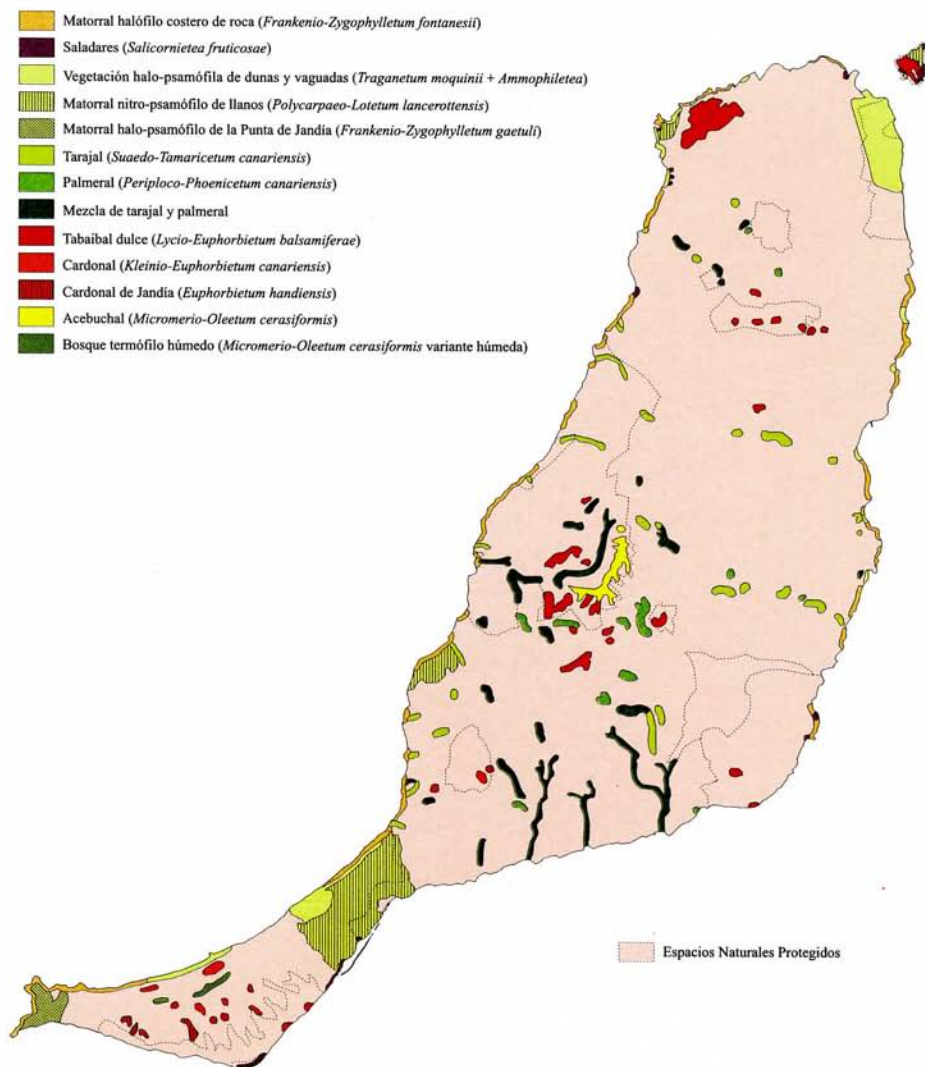 Matorral halófilo costero de roca (Frankenio-Zygophylletum fontanesii)
Saladares (Salicornietea fruticosae)
Vegetación halo-psamófila de dunas y vaguadas (Traganetum moquinii + Ammophiletea)
Matorral nitro-psamófilo de llanos (Polycarpaeo-Lotetum lancerottensis)
Matorral halo-psamófilo de la Punta de Jandía (Frankenio-Zygophylletum gaetuli)
Tarajal (Suaedo-Tamaricetum canariensis)
Palmeral (Periploco-Phoenicetum canariensis)
Mezcla de tarajal y palmeral
Tabaibal dulce (Lycio-Euphorbietum balsamiferae)
Cardonal (Kleinio-Euphorbietum canariensis)
Cardonal de Jandía (Euphorbietum handiensis)
Acebuchal (Micromerio-Oleetum cerasiformis)
Bosque termófilo húmedo (Micromerio-Oleetum cerasiformis variante húmeda)
Espacios Naturales Protegidos